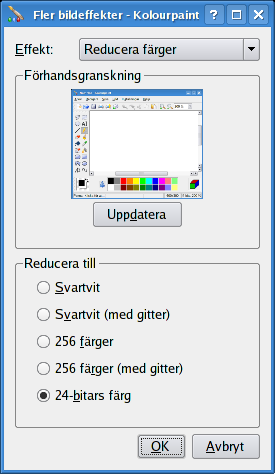 Fler bildeffekter - Kolourpaint
Effekt: Reducera färger
Förhandsgranskning
Uppdatera
Reducera till
Svartvit
Svartvit (med gitter)
256 färger
256 färger (med gitter)
24-bitars färg
OK Avbryt